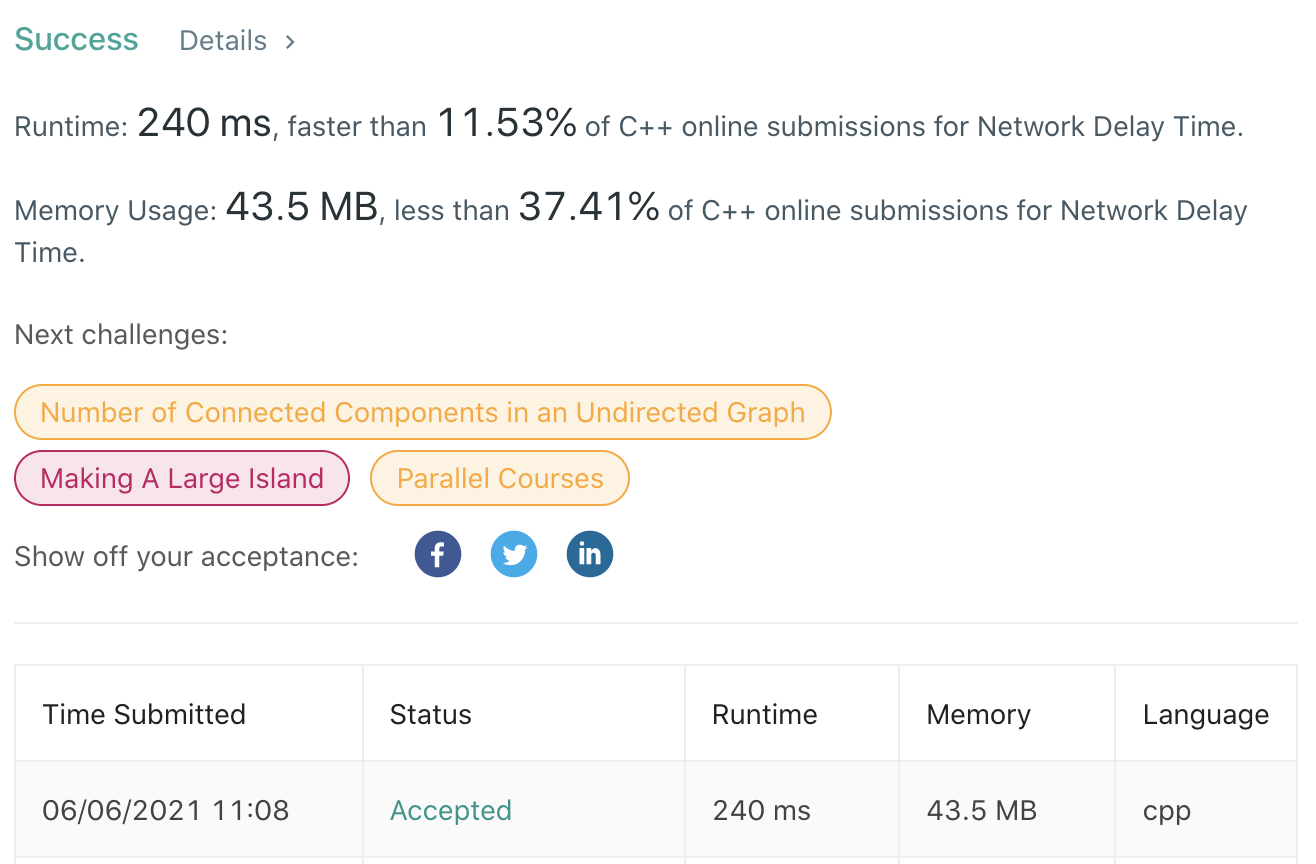 Success Details
Runtime: 240 ms, faster than 11.53% of C++ online submissions for Network Delay Time.
Memory Usage: 43.5 MB, less than 37.41% of C++ online submissions for Network Delay
Time.
Next challenges:
Number of Connected Components in an Undirected Graph
Making A Large Island Parallel Courses
Show off your acceptance: f in
Time Submitted Status Runtime Memory Language
06/06/2021 11:08 Accepted 240 ms 43.5 MB cpp